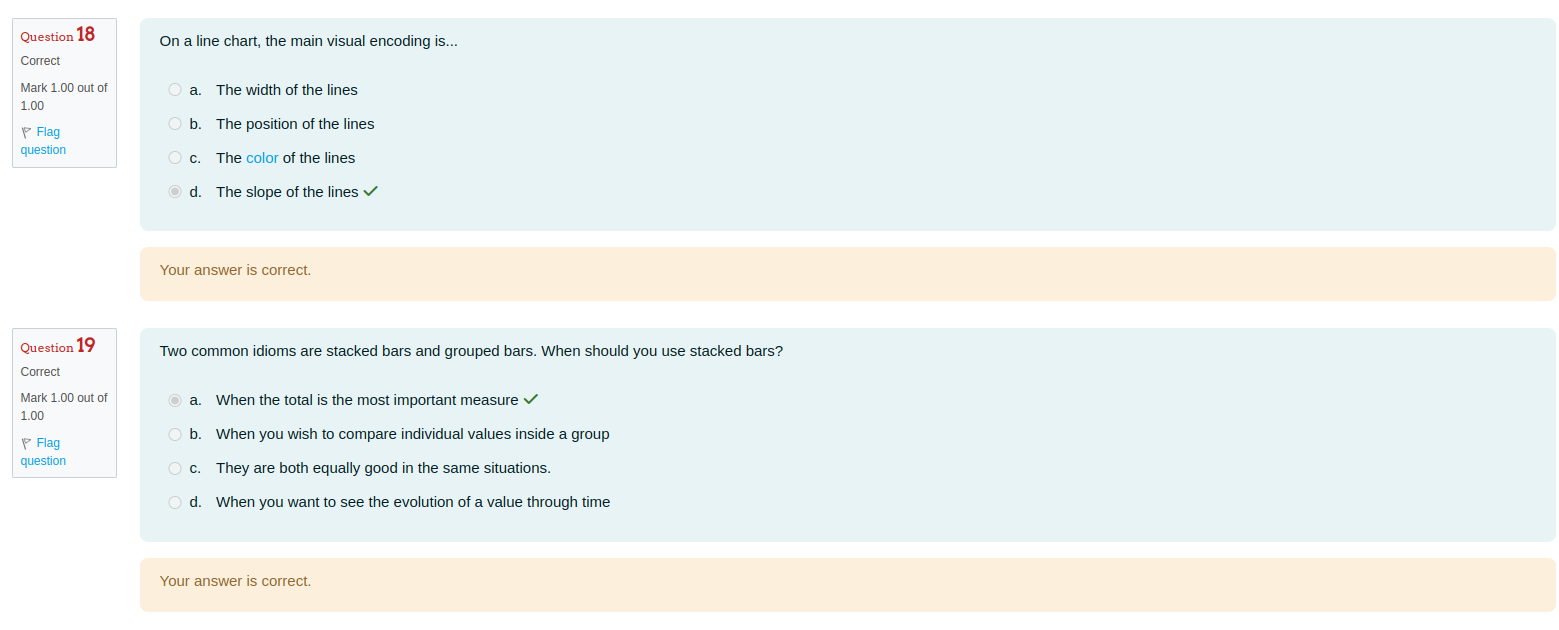 Question 18
Correct
Mark 1.00 out of
1.00
Flag
question
On a line chart, the main visual encoding is...
a. The width of the lines
b. The position of the lines
c. The color of the lines
d. The slope of the lines
Your answer is correct.
Question 19
Correct
Mark 1.00 out of
1.00
Flag
question
Two common idioms are stacked bars and grouped bars. When should you use stacked bars?
a. When the total is the most important measure
b. When you wish to compare individual values inside a group
c. They are both equally good in the same situations.
d. When you want to see the evolution of a value through time
Your answer is correct.